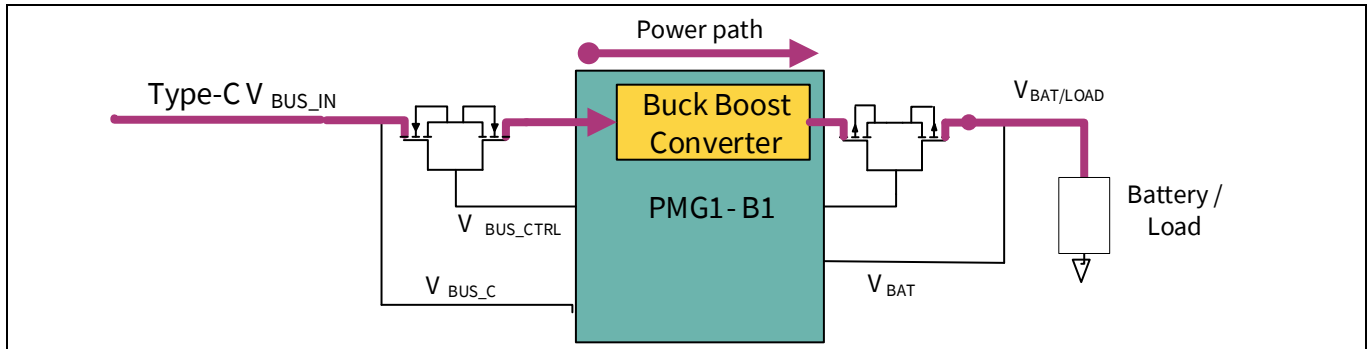 Power path
Type-C V BUS_IN
Buck Boost
Converter
V BAT/LOAD
PMG1- B1
Battery /
Load
V BUS_CTRL
V BAT
V BUS_C